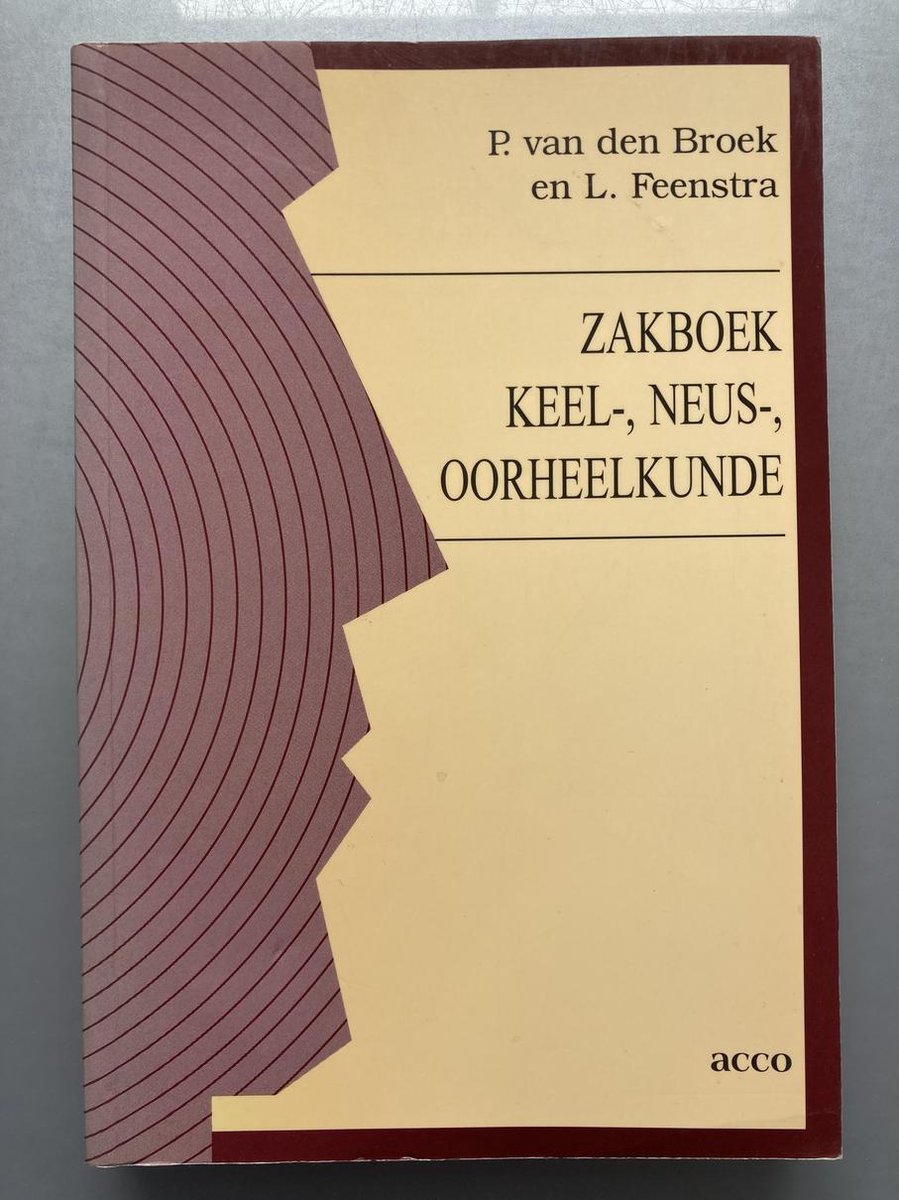 P. van den Broek
en L. Feenstra
ZAKBOEK
KEEL-, NEUS-,
OORHEELKUNDE
acco